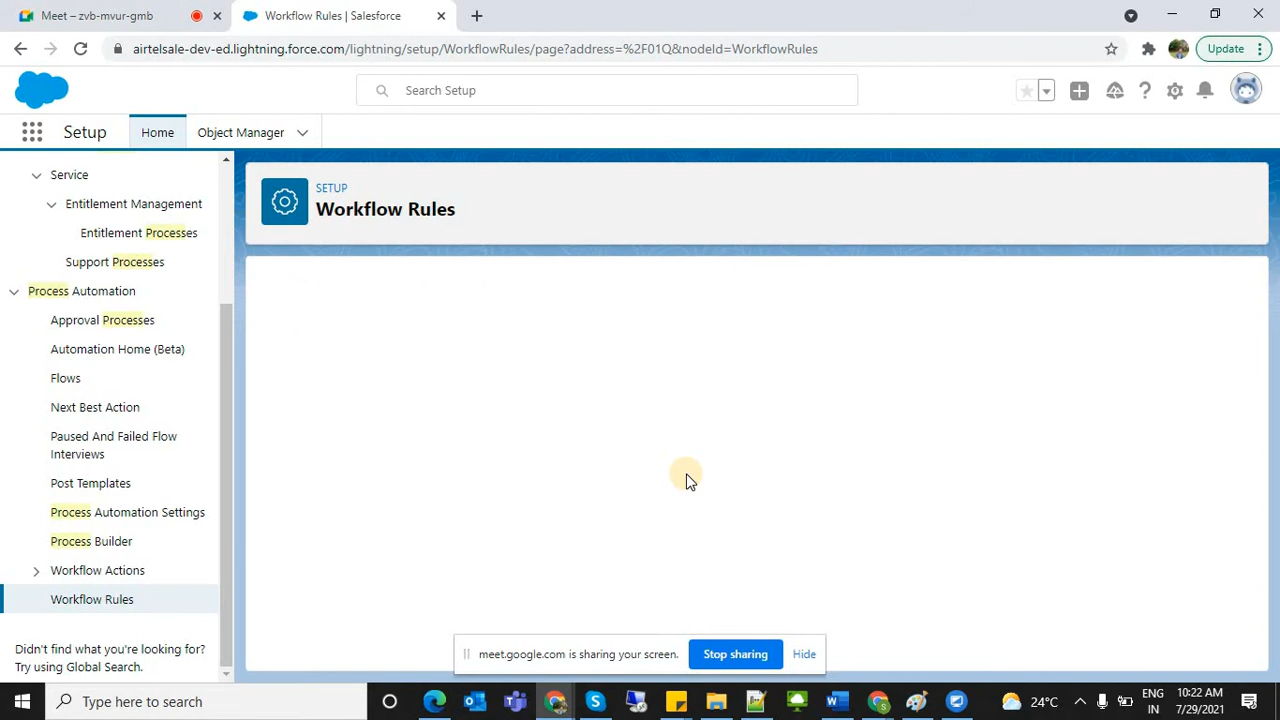 Meet – zvb-mvur-gmb
Workflow Rules | Salesforce
airtelsale-dev-ed.lightning.force.com/lightning/setup/WorkflowRules/page?address=%2F01Q&nodeId=WorkflowRules
Update
Search Setup
Setup
Home
Object Manager
Service
Entitlement Management
Entitlement Processes
Support Processes
Process Automation
Approval Processes
Automation Home (Beta)
Flows
Next Best Action
Paused And Failed Flow
Interviews
Post Templates
Process Automation Settings
Process Builder
Workflow Actions
Workflow Rules
Didn't find what you're looking for?
Try using Global Search.
SETUP
Workflow Rules
meet.google.com is sharing your screen.
Stop sharing
Hide
Type here to search
24°C
ENG
IN
10:22 AM
7/29/2021